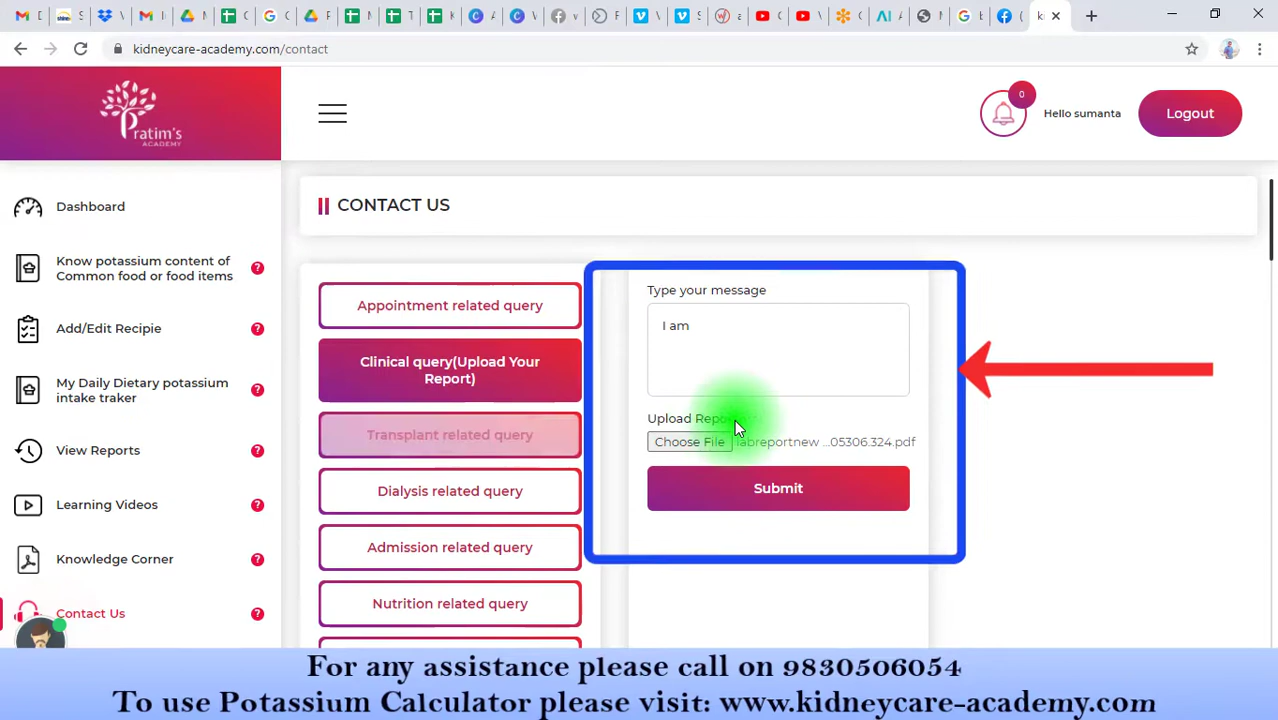 kidneycare-academy.com/contact
Pratim's
ACADEMY
0
Hello sumanta
Logout
Dashboard
CONTACT US
Know potassium content of
Common food or food items
?
Add/Edit Recipie
?
My Daily Dietary potassium
intake traker
?
View Reports
?
Learning Videos
?
Knowledge Corner
?
Contact Us
?
Appointment related query
Clinical query(Upload Your
Report)
Transplant related query
Dialysis related query
Admission related query
Nutrition related query
Type your message
I am
Upload Report
Choose File labreportnew ...05306.324.pdf
Submit
For any assistance please call on 9830506054
To use Potassium Calculator please visit: www.kidneycare-academy.com